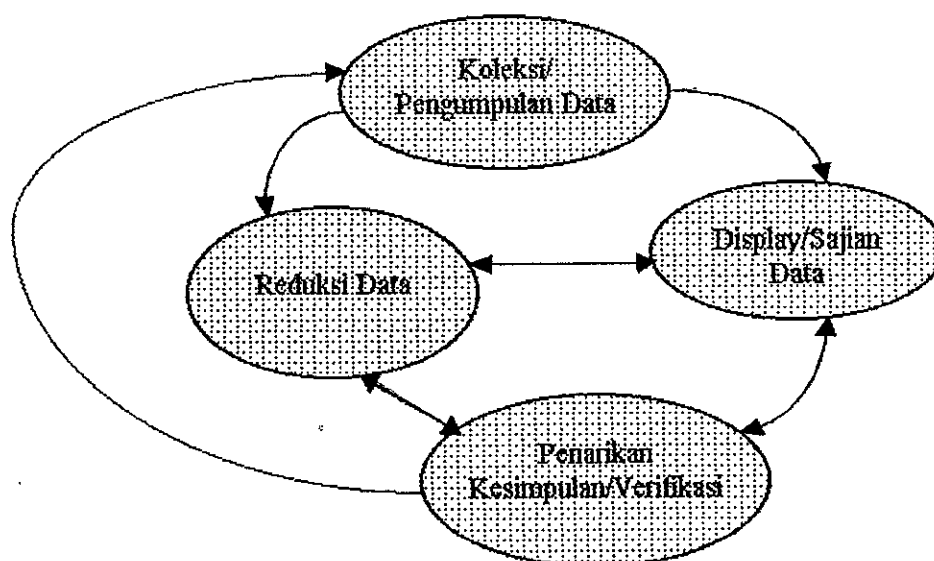 Koleksi/
Pengumpulan Data
Display/Sajian
Data
Reduksi Data
Penarikan
Kesimpulan/Verifikasi